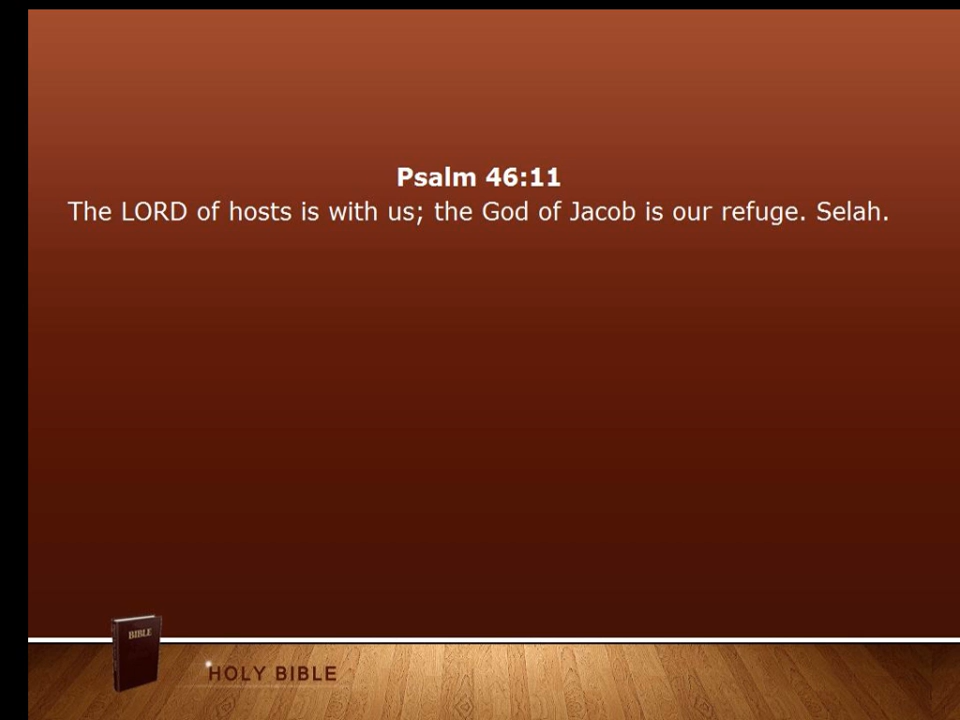 Psalm 46:11
The LORD of hosts is with us; the God of Jacob is our refuge. Selah.
BIBLE
HOLY BIBLE